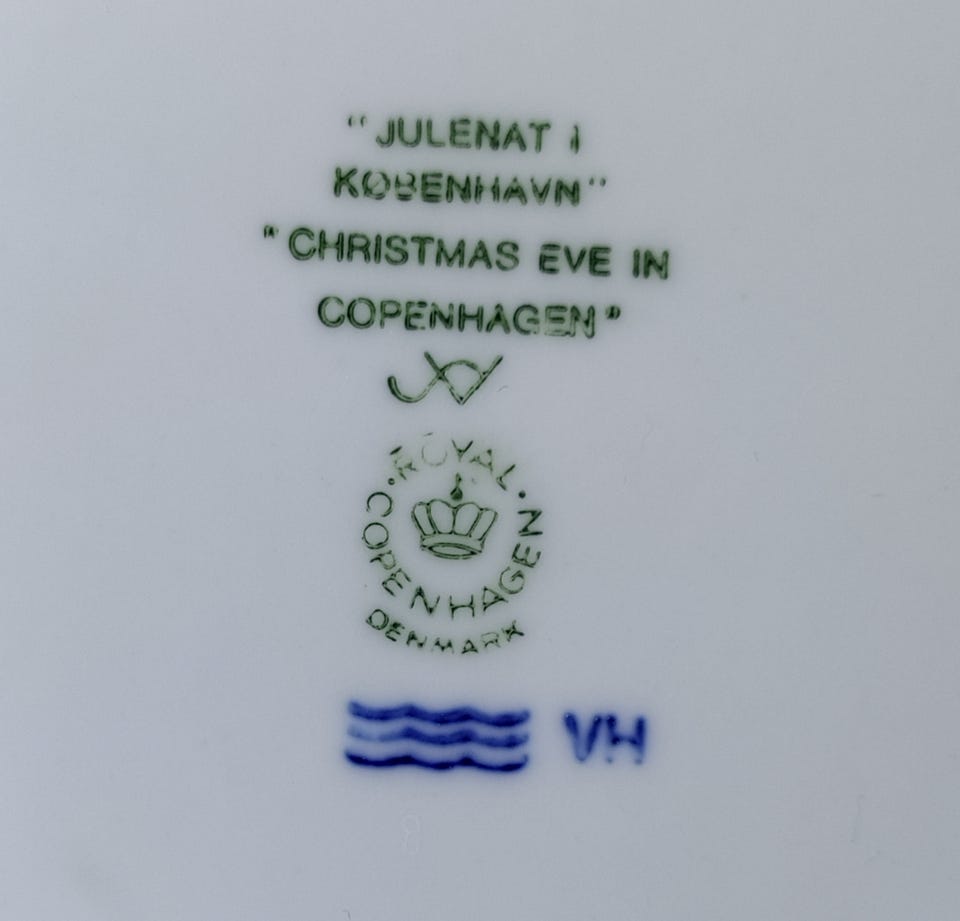 "JULENAT I
KØBENHAVN"
"CHRISTMAS EVE IN
COPENHAGEN"
ROYAL
COPENHAGEN
DENMARK
VH